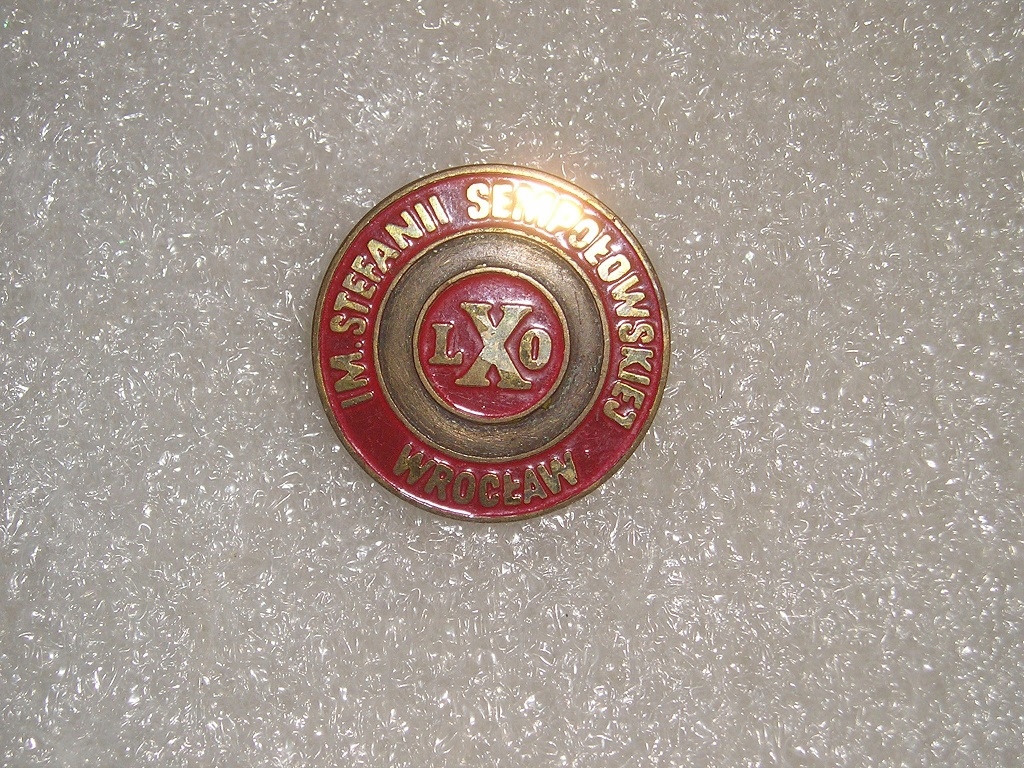 IM. STEFANII SEMPOŁOWSKIEJ
L X O
WROCŁAW